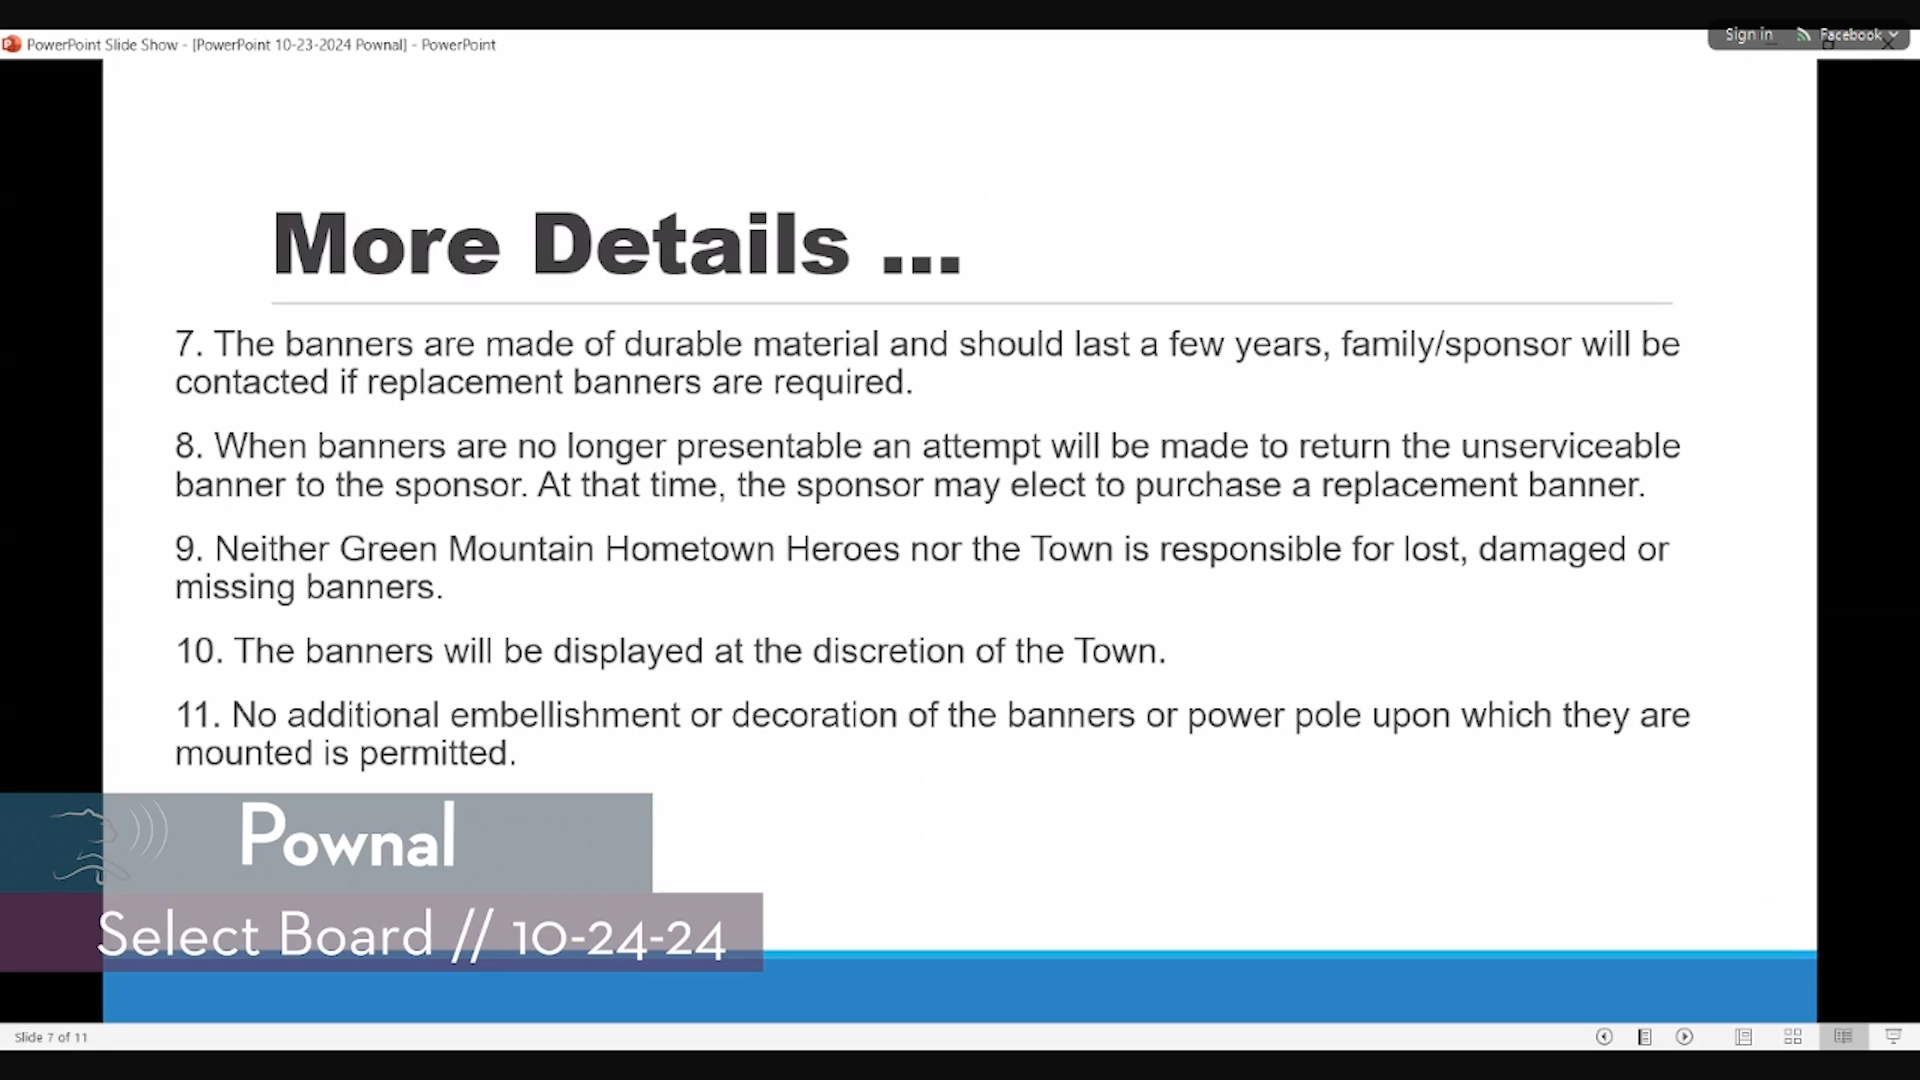 PowerPoint Slide Show - [PowerPoint 10-23-2024 Pownal] - PowerPoint
Sign in Facebook
More Details ...
7. The banners are made of durable material and should last a few years, family/sponsor will be
contacted if replacement banners are required.
8. When banners are no longer presentable an attempt will be made to return the unserviceable
banner to the sponsor. At that time, the sponsor may elect to purchase a replacement banner.
9. Neither Green Mountain Hometown Heroes nor the Town is responsible for lost, damaged or
missing banners.
10. The banners will be displayed at the discretion of the Town.
11. No additional embellishment or decoration of the banners or power pole upon which they are
mounted is permitted.
Pownal
Select Board // 10-24-24
Slide 7 of 11